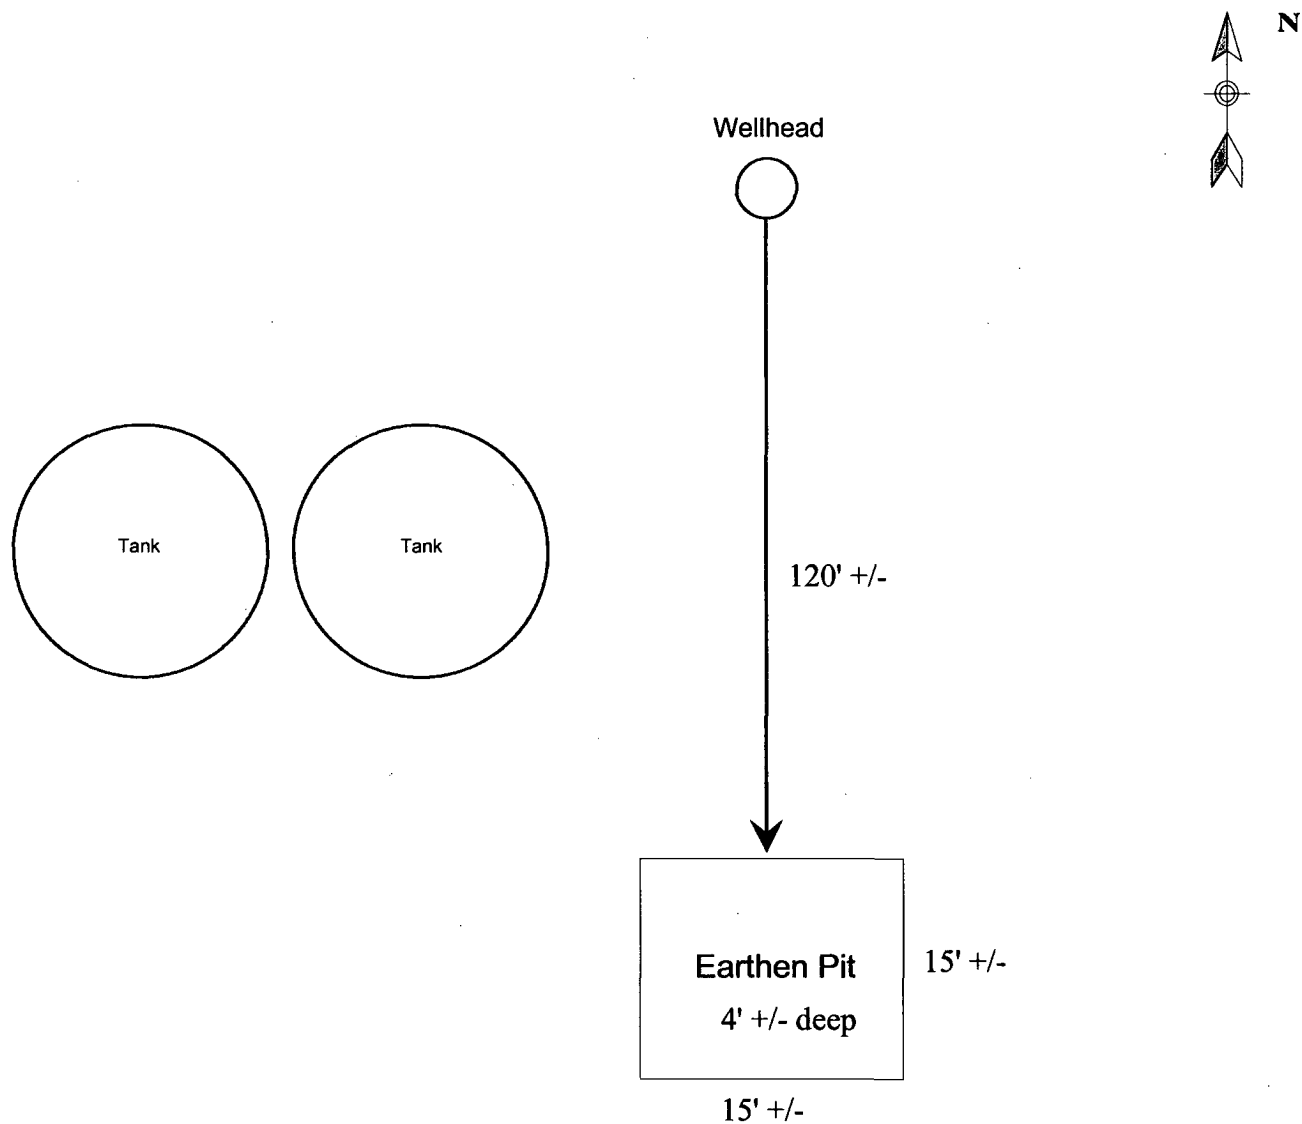 N
Wellhead
Tank
Tank
120' +/-
Earthen Pit
15' +/-
4' +/- deep
15' +/-